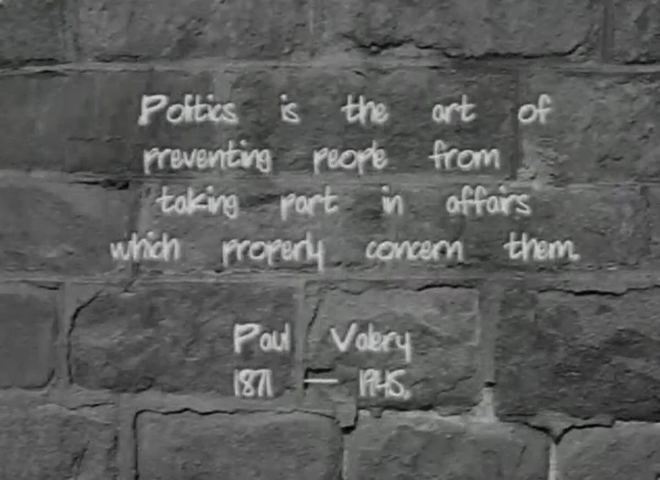 Politics is the art of
preventing people from
taking part in affairs
which properly concern them.
Paul Valery
1871 — 1945.